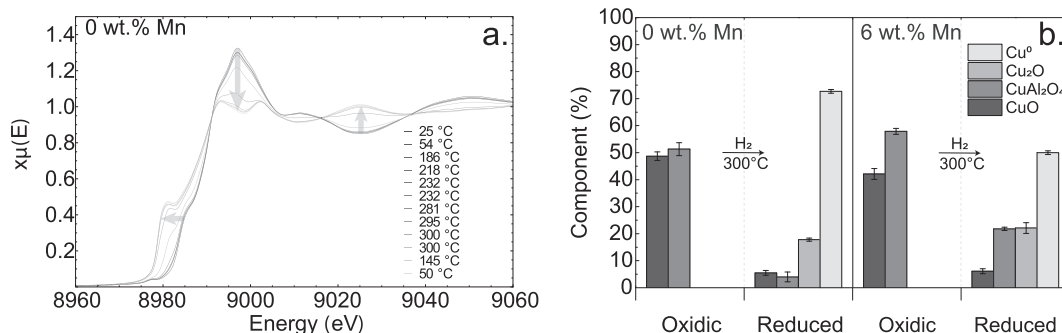 0 wt.% Mn
a.
1.4
1.2
1.0
0.8
0.6
0.4
0.2
xμ(E)
— 25 °C
— 54 °C
— 186 °C
— 218 °C
— 232 °C
— 232 °C
— 281 °C
— 295 °C
— 300 °C
— 300 °C
— 145 °C
— 50 °C
8960 8980 9000 9020 9040 9060
Energy (eV)
b.
0 wt.% Mn
6 wt.% Mn
Cu⁰
Cu₂O
CuAl₂O₄
CuO
100
90
80
70
60
50
40
30
20
10
0
Component (%)
H₂
300°C
H₂
300°C
Oxidic Reduced Oxidic Reduced